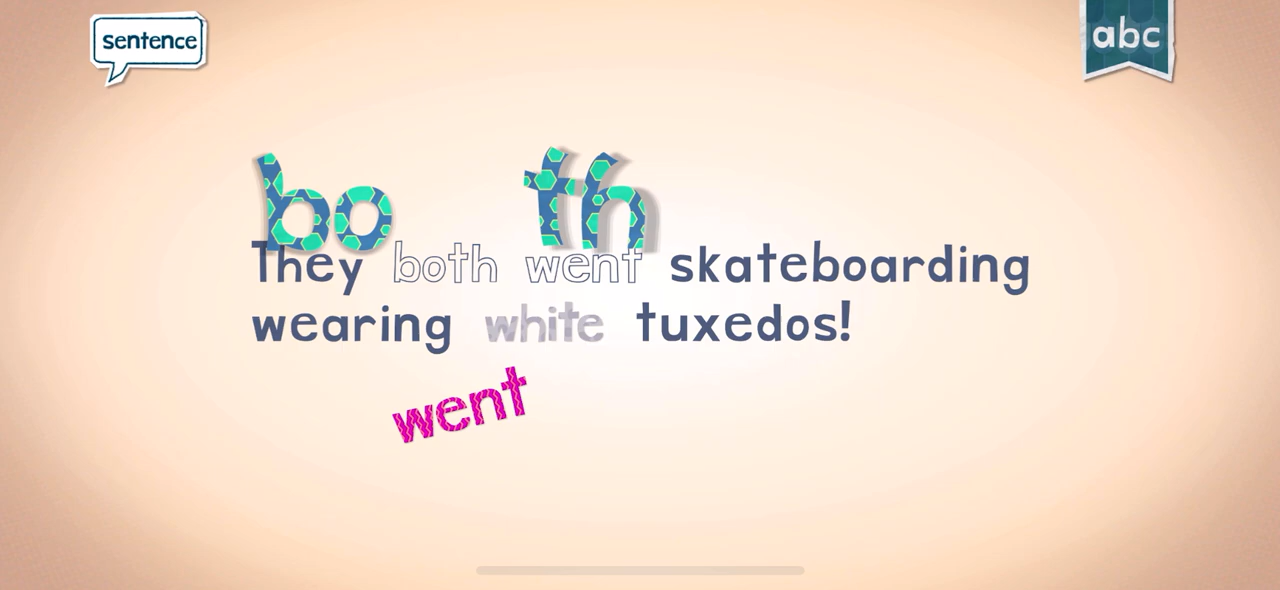 sentence
abc
bo th
They both went skateboarding
wearing white tuxedos!
went